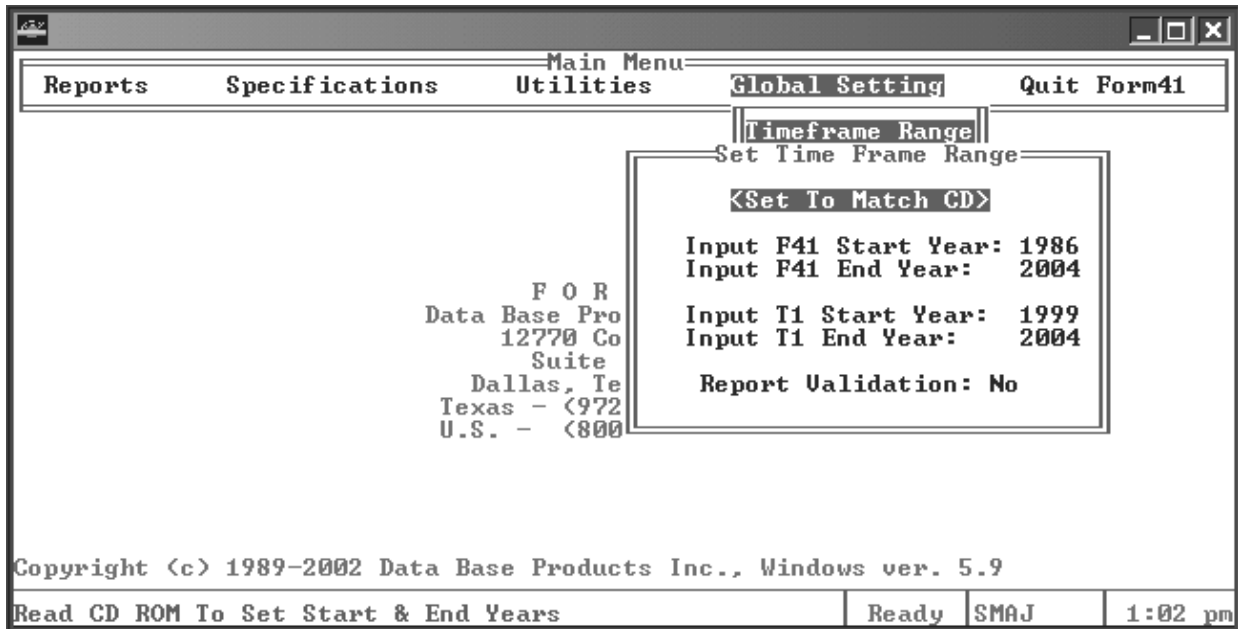 Main Menu
Reports Specifications Utilities Global Setting Quit Form41
Timeframe Range
Set Time Frame Range
<Set To Match CD>
Input F41 Start Year: 1986
Input F41 End Year: 2004
F O R
Data Base Pro
Input T1 Start Year: 1999
12770 Co
Input T1 End Year: 2004
Suite
Dallas, Te
Report Validation: No
Texas - (972
U.S. - (800
Copyright (c) 1989-2002 Data Base Products Inc., Windows ver. 5.9
Read CD ROM To Set Start & End Years Ready SMAJ 1:02 pm